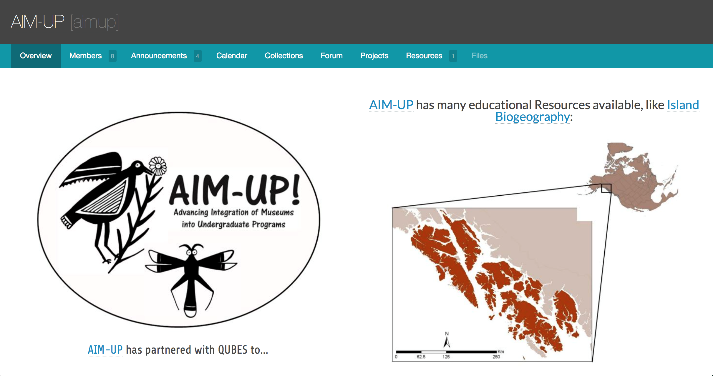 AIM-UP [aimup]
Overview Members 0 Announcements 4 Calendar Collections Forum Projects Resources 1 Files
AIM-UP has many educational Resources available, like Island
Biogeography:
AIM-UP!
Advancing Integration of Museums
into Undergraduate Programs
AIM-UP has partnered with QUBES to...
N
Km
0 62.5 125 250